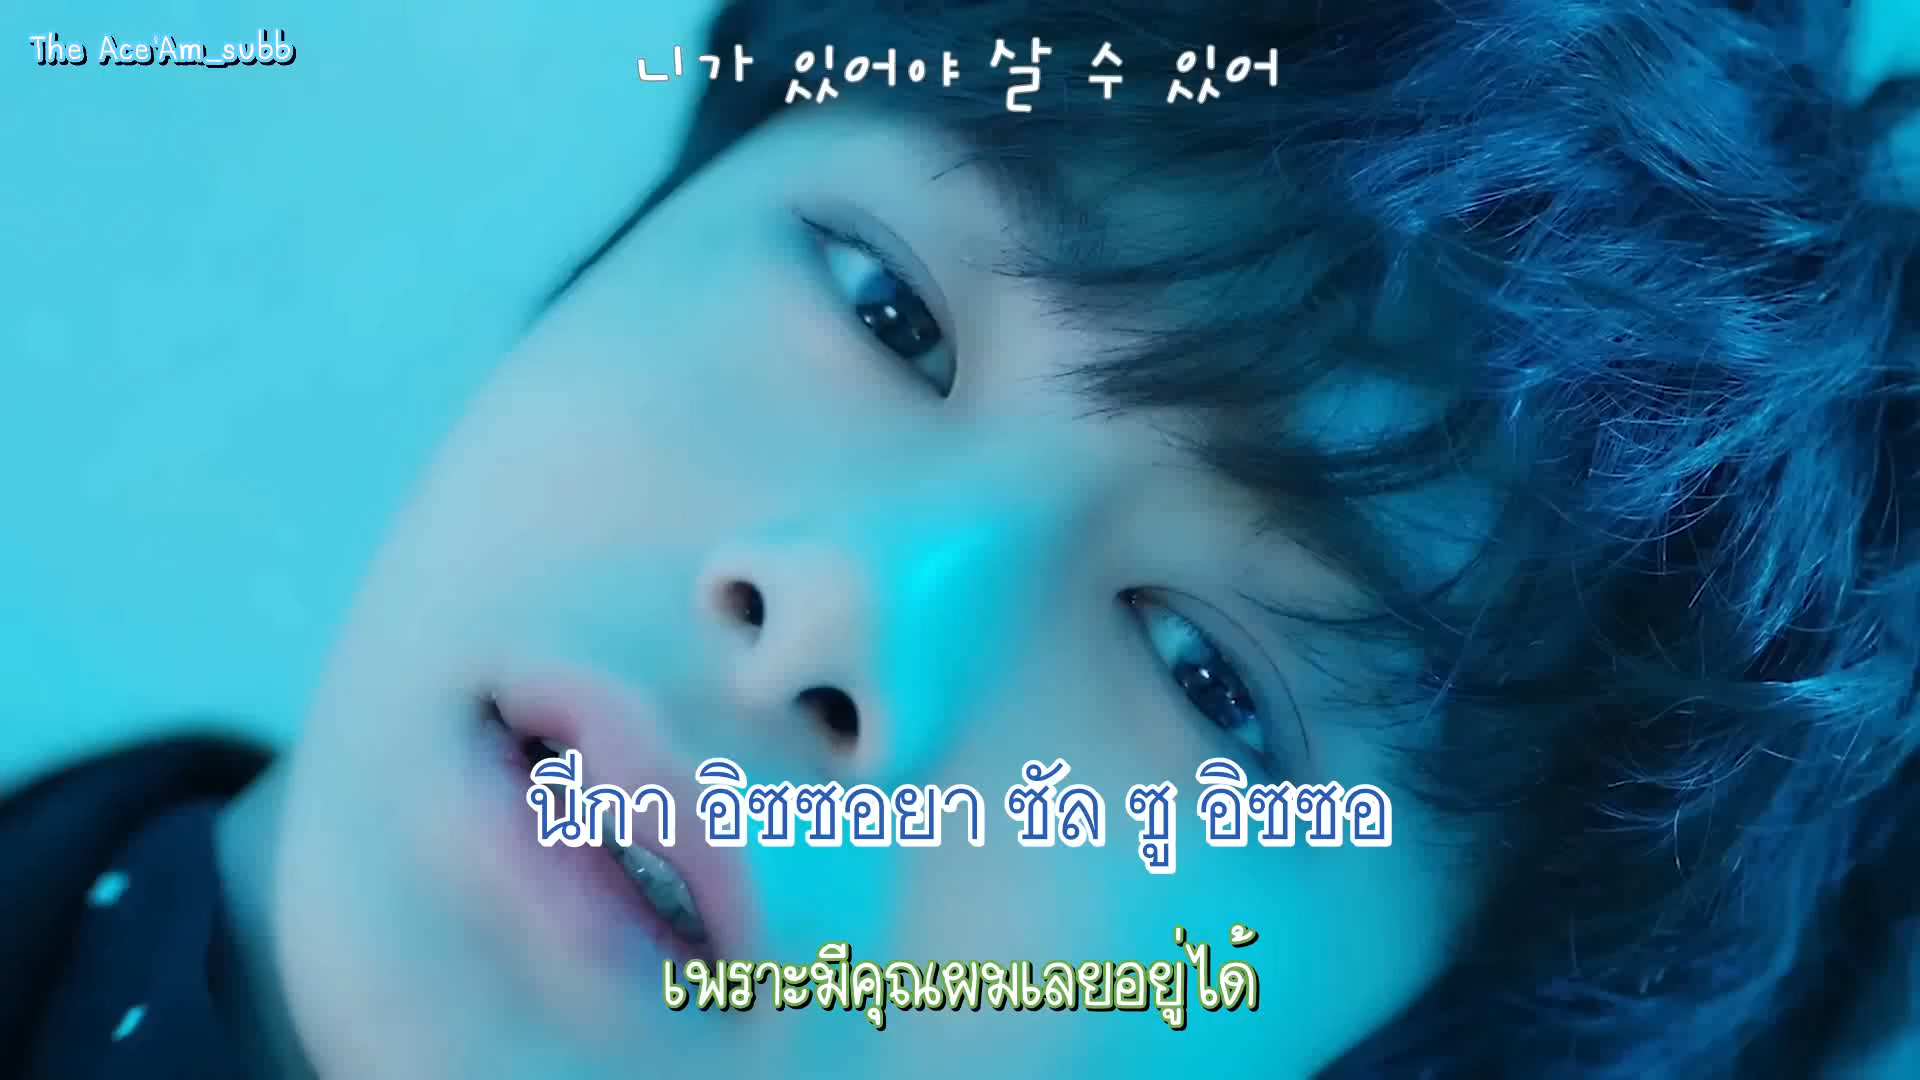 The Ace'Am_subb
니가 있어야 살 수 있어
นีกา อิซซอยา ซัล ซู อิซซอ
เพราะมีคุณผมเลยอยู่ได้